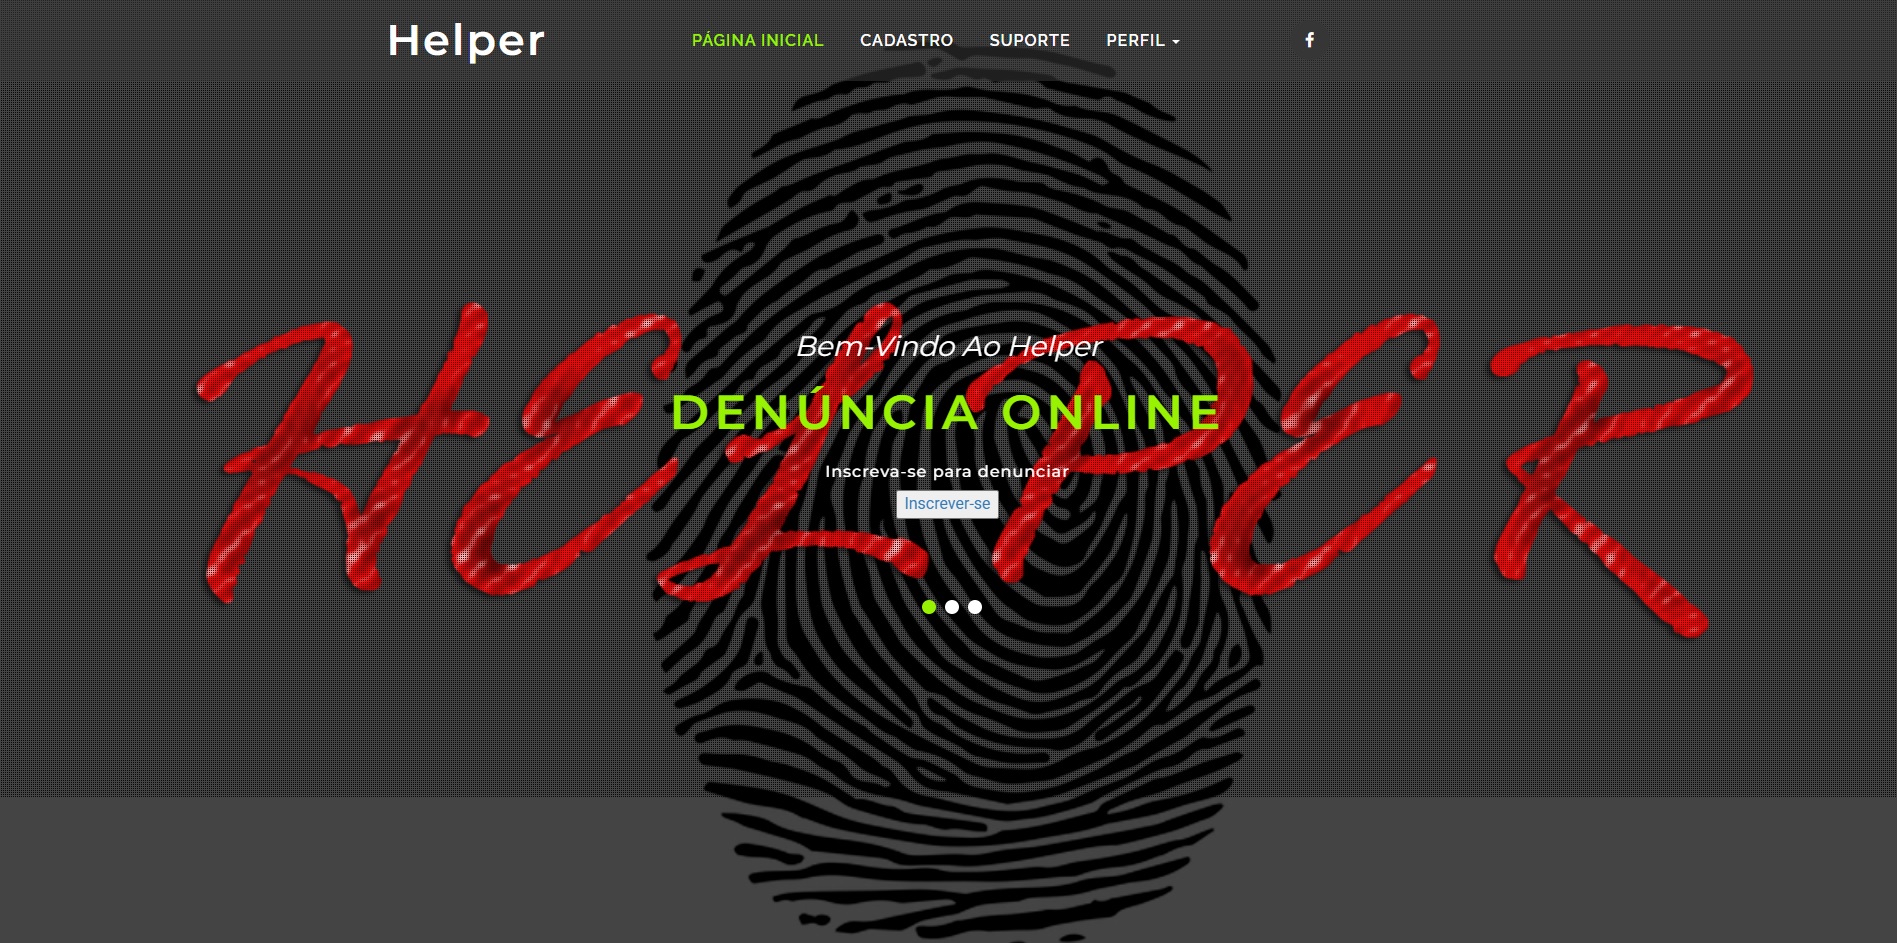 Helper
PÁGINA INICIAL CADASTRO SUPORTE PERFIL
HELPER
Bem-Vindo Ao Helper
DENÚNCIA ONLINE
Inscreva-se para denunciar
Inscrever-se